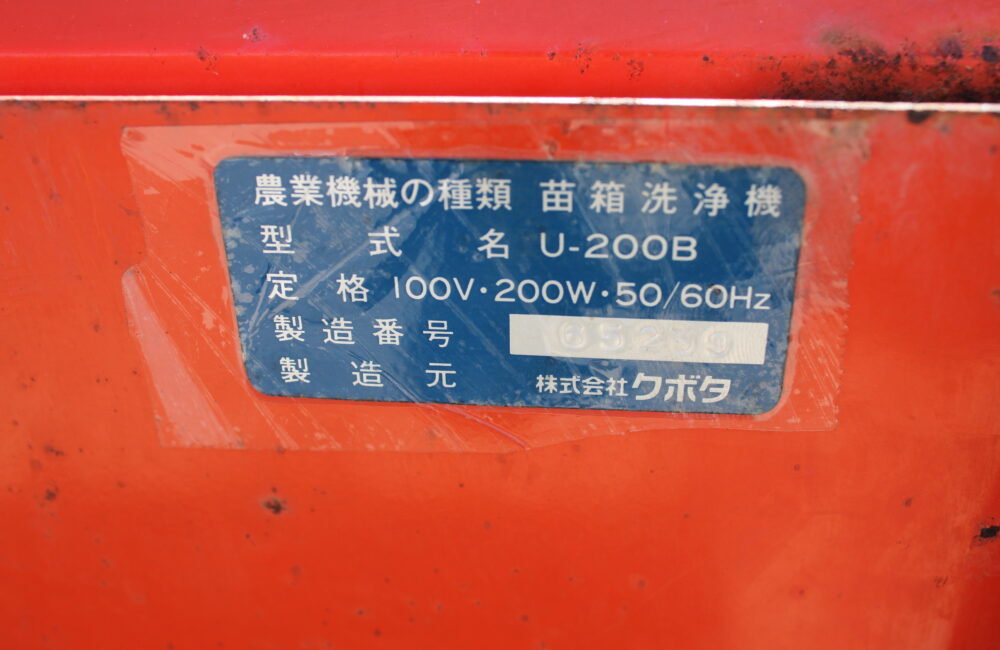 農業機械の種類 苗箱洗浄機
型式名 U-200B
定格 100V・200W・50/60Hz
製造番号
製造元 株式会社クボタ